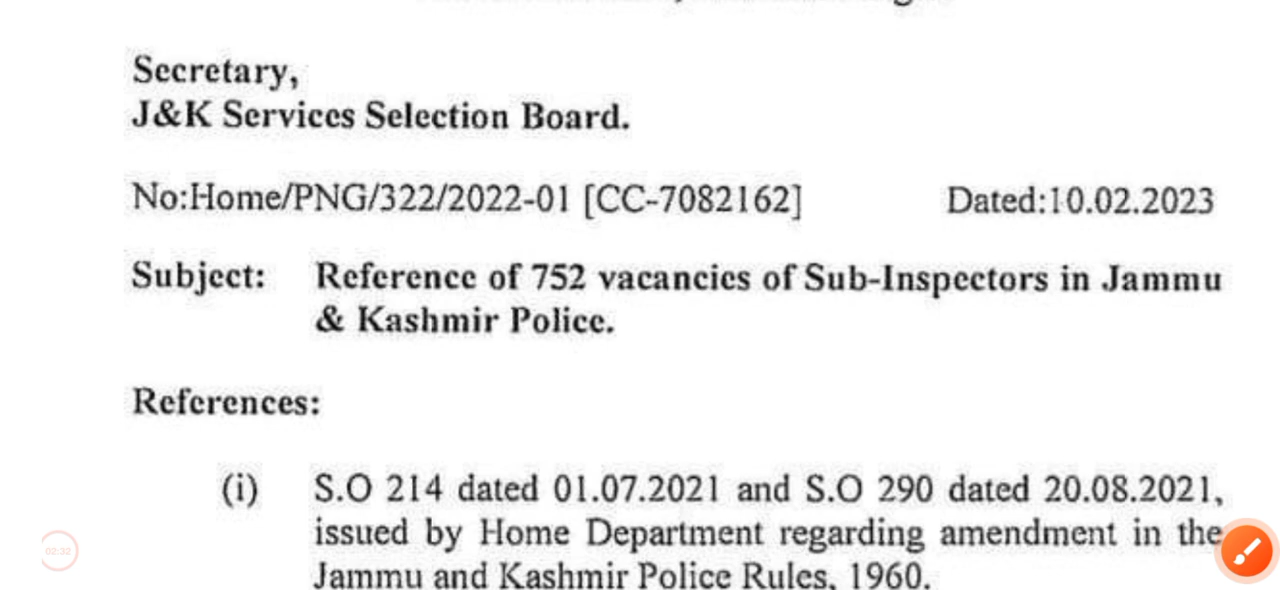 Secretary,
J&K Services Selection Board.
No:Home/PNG/322/2022-01 [CC-7082162] Dated:10.02.2023
Subject: Reference of 752 vacancies of Sub-Inspectors in Jammu
& Kashmir Police.
References:
(i) S.O 214 dated 01.07.2021 and S.O 290 dated 20.08.2021,
issued by Home Department regarding amendment in the
Jammu and Kashmir Police Rules, 1960.
02:32